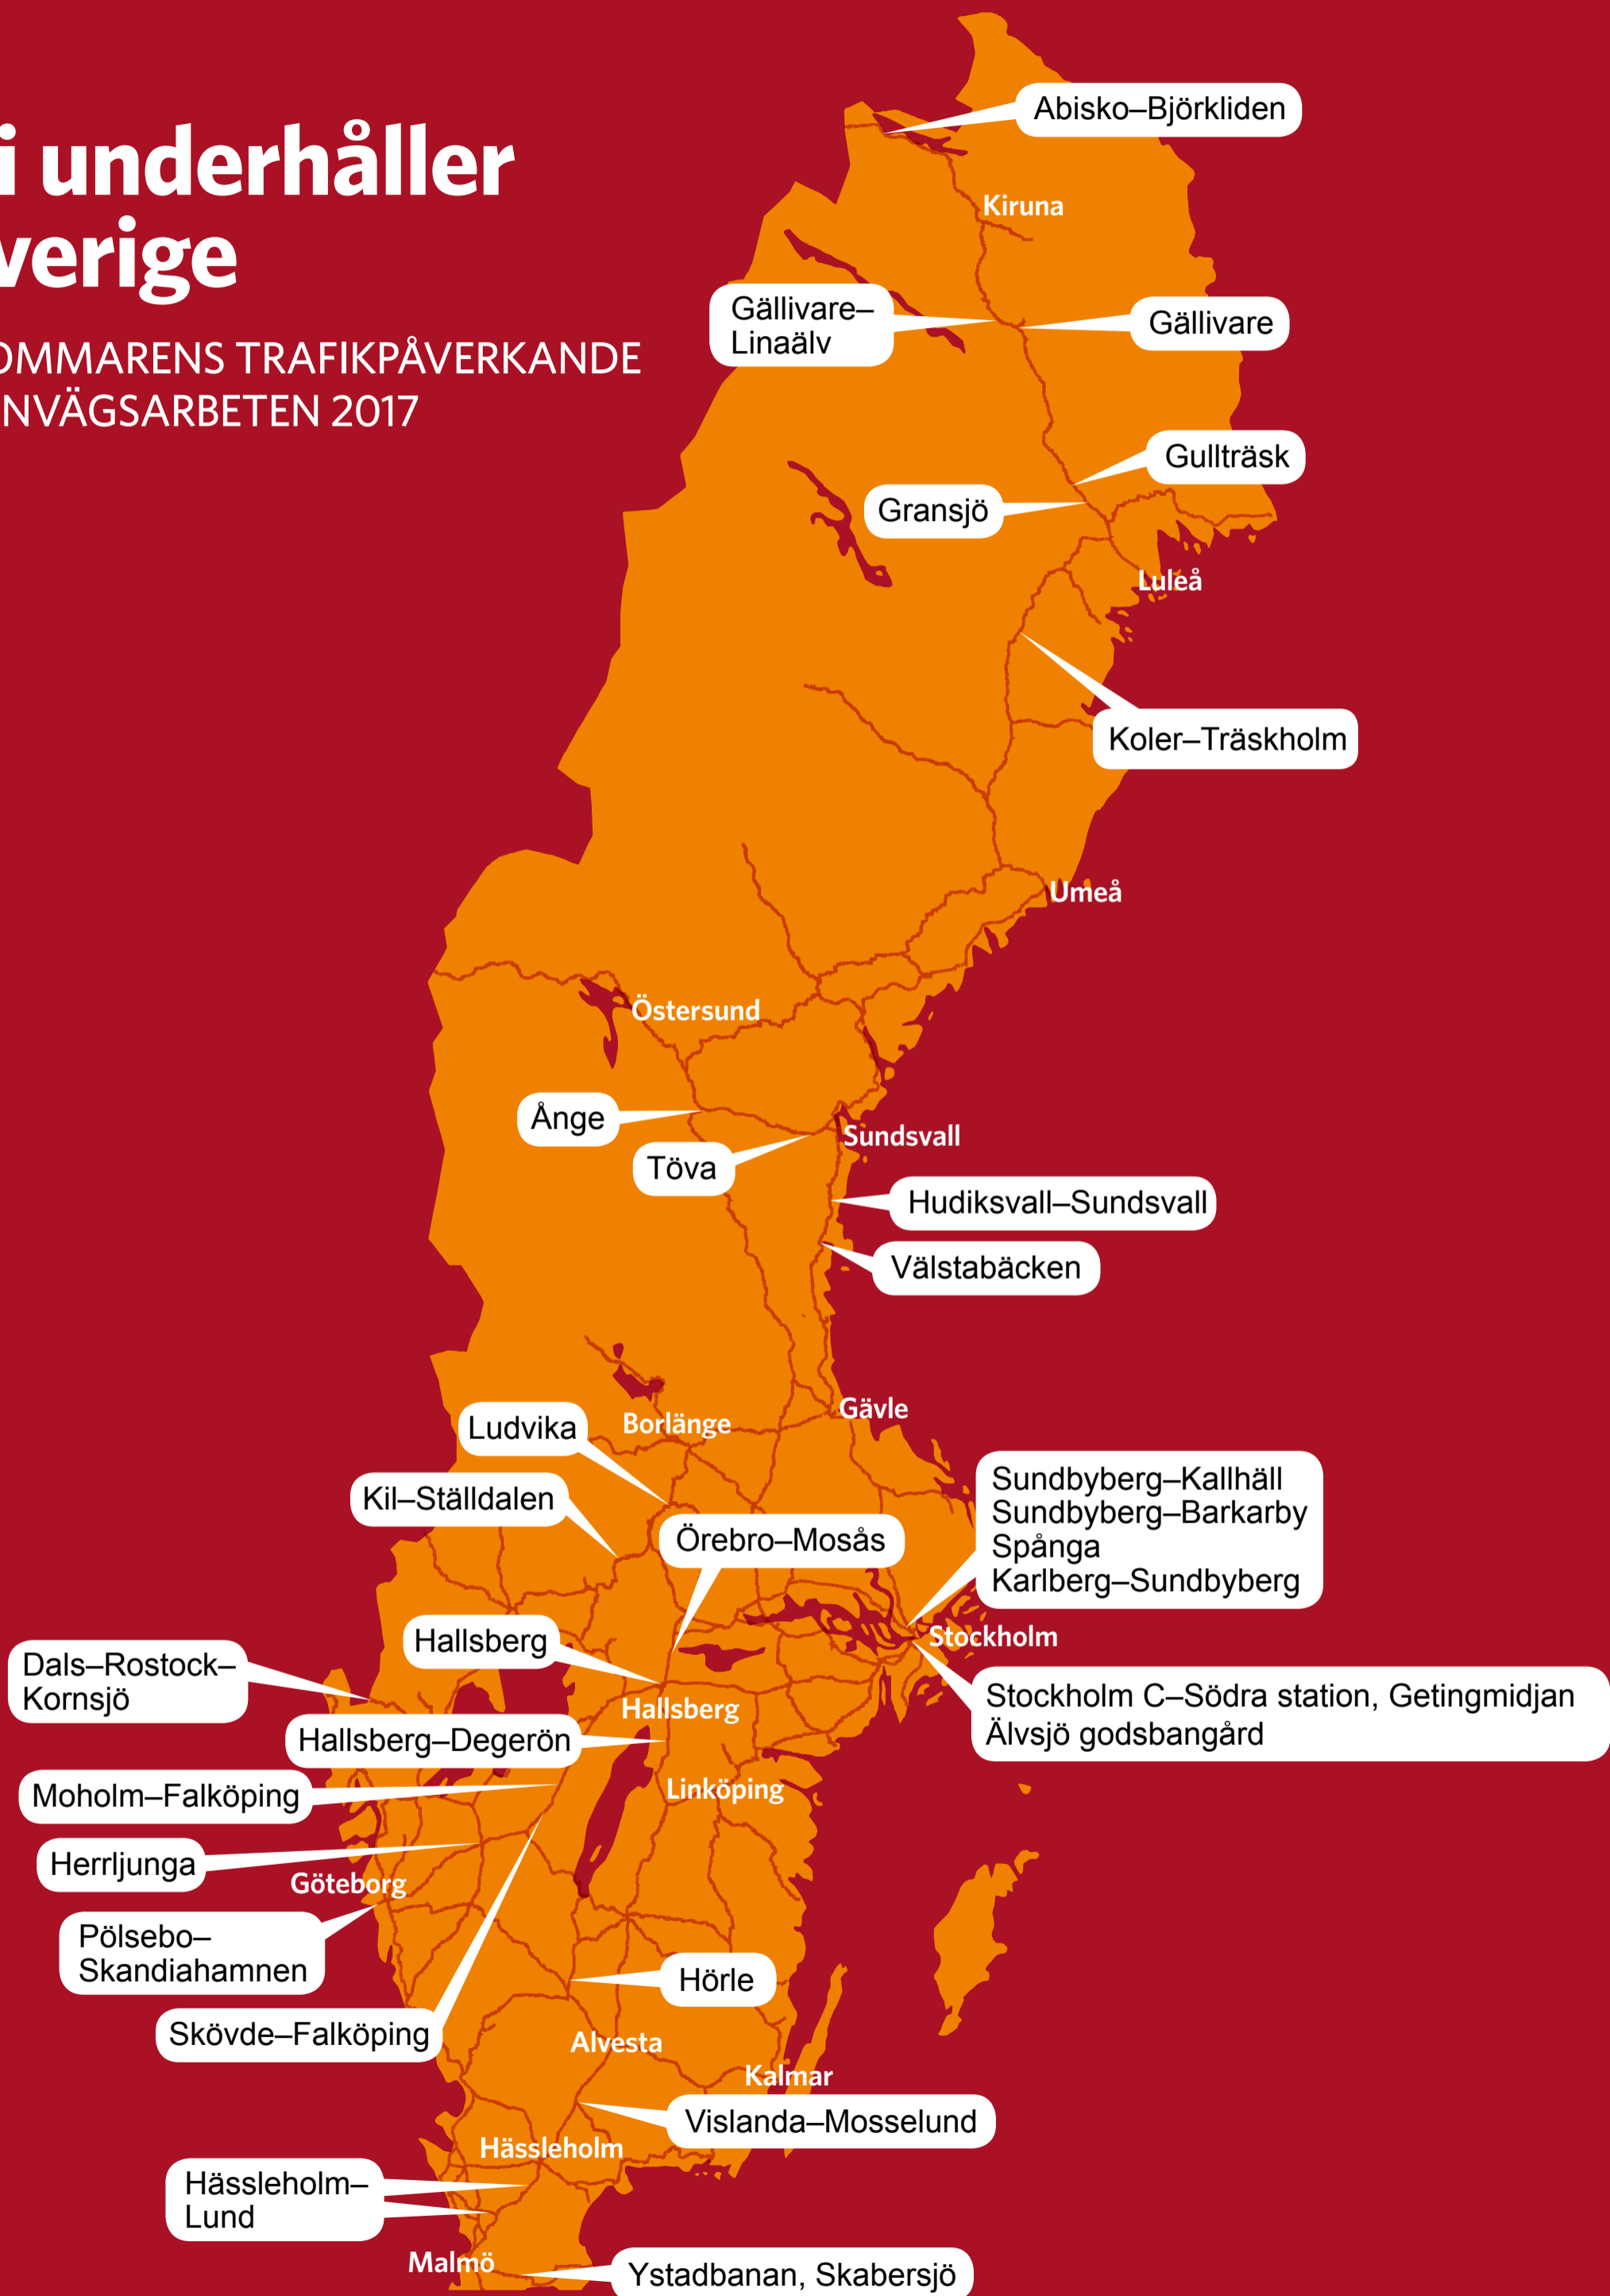 i underhåller
verige
OMMARENS TRAFIKPÅVERKANDE
NVÄGSARBETEN 2017
Abisko–Björkliden
Kiruna
Gällivare–
Linaälv
Gällivare
Gullträsk
Gransjö
Luleå
Koler–Träskholm
Umeå
Östersund
Ånge
Sundsvall
Töva
Hudiksvall–Sundsvall
Välstabäcken
Gävle
Borlänge
Ludvika
Kil–Ställdalen
Örebro–Mosås
Sundbyberg–Kallhäll
Sundbyberg–Barkarby
Spånga
Karlberg–Sundbyberg
Stockholm
Hallsberg
Dals–Rostock–
Kornsjö
Stockholm C–Södra station, Getingmidjan
Älvsjö godsbangård
Hallsberg
Hallsberg–Degerön
Linköping
Moholm–Falköping
Herrljunga
Göteborg
Pölsebo–
Skandiahamnen
Hörle
Skövde–Falköping
Alvesta
Kalmar
Vislanda–Mosselund
Hässleholm
Hässleholm–
Lund
Malmö
Ystadbanan, Skabersjö